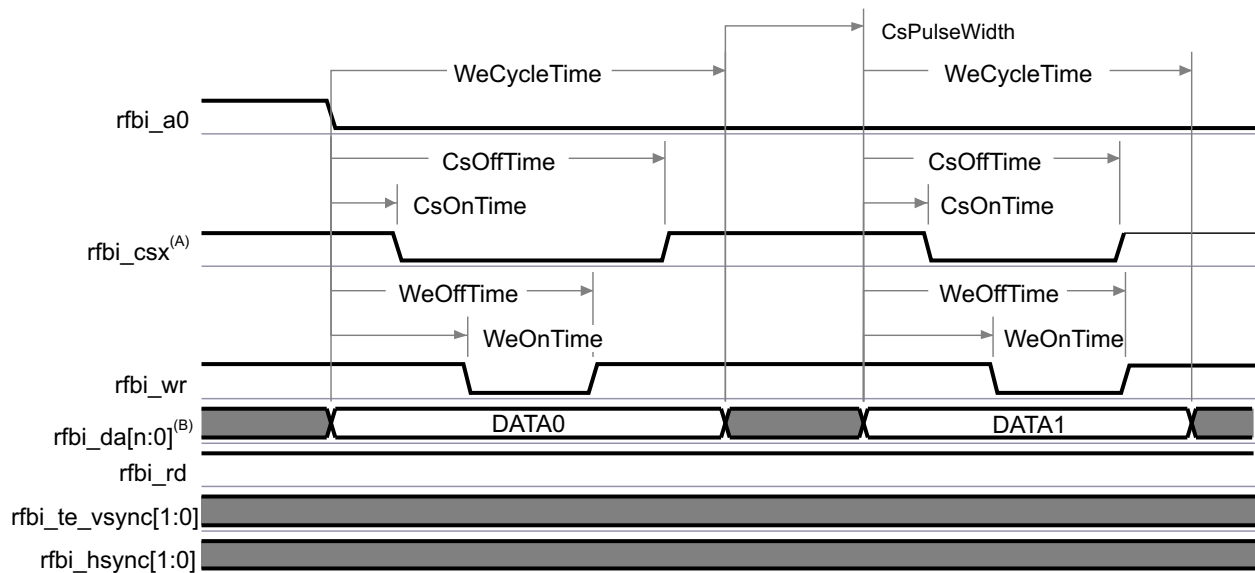 CsPulseWidth
WeCycleTime WeCycleTime
rfbi_a0
CsOffTime CsOffTime
CsOnTime CsOnTime
rfbi_csx(A)
WeOffTime WeOffTime
WeOnTime WeOnTime
rfbi_wr
DATA0 DATA1
rfbi_da[n:0](B)
rfbi_rd
rfbi_te_vsync[1:0]
rfbi_hsync[1:0]